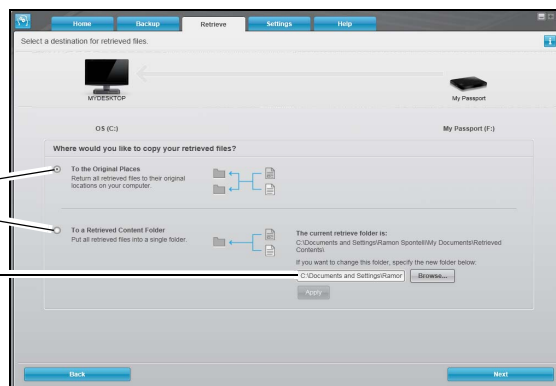 Home Backup Retrieve Settings Help
Select a destination for retrieved files.
MYDESKTOP
My Passport
OS (C:)
My Passport (F:)
Where would you like to copy your retrieved files?
To the Original Places
Return all retrieved files to their original
locations on your computer.
To a Retrieved Content Folder
Put all retrieved files into a single folder.
The current retrieve folder is:
C:\Documents and Settings\Ramon Spontelli\My Documents\Retrieved
Contents\
If you want to change this folder, specify the new folder below:
C:\Documents and Settings\Ramor
Browse...
Apply
Back
Next